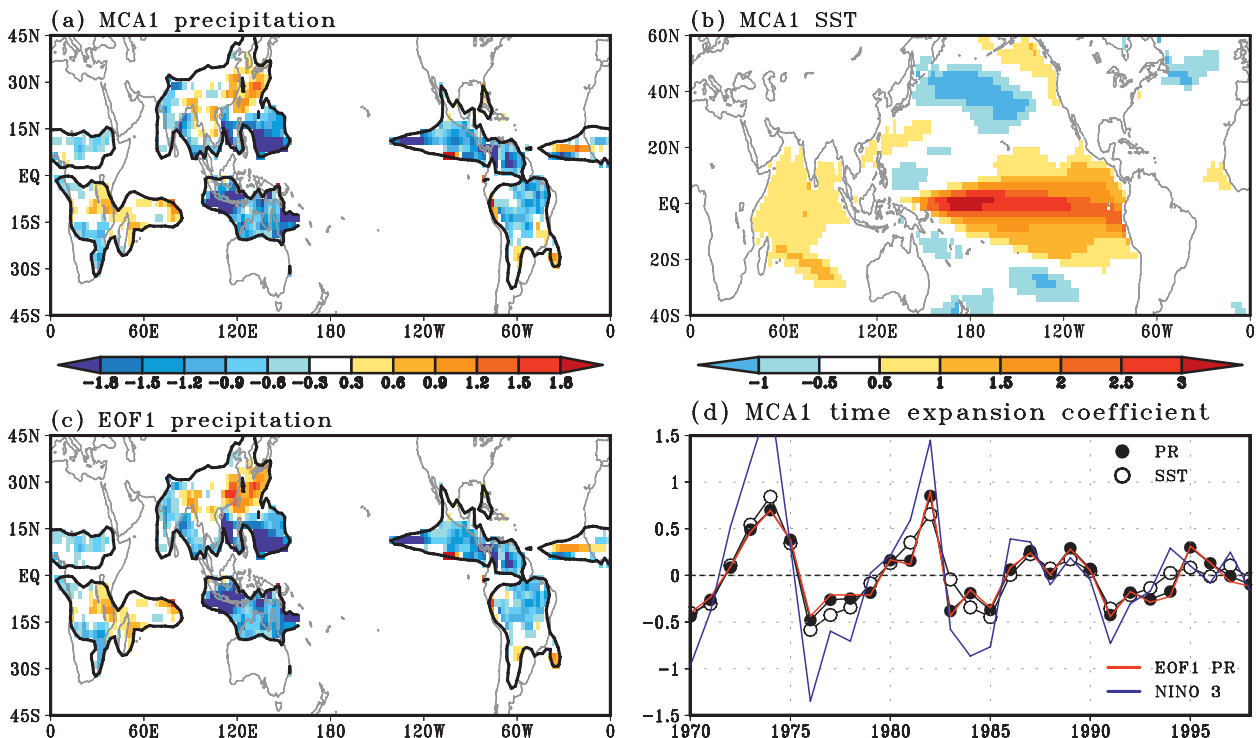 (a) MCA1 precipitation
45N
30N
15N
EQ
15S
30S
45S
0 60E 120E 180 120W 60W 0
-1.8 -1.5 -1.2 -0.9 -0.6 -0.3 0.3 0.6 0.9 1.2 1.5 1.8
(b) MCA1 SST
60N
40N
20N
EQ
20S
40S
0 60E 120E 180 120W 60W 0
-1 -0.5 0.5 1 1.5 2 2.5 3
(c) EOF1 precipitation
45N
30N
15N
EQ
15S
30S
45S
0 60E 120E 180 120W 60W 0
(d) MCA1 time expansion coefficient
1.5
1
0.5
0
-0.5
-1
-1.5
PR
SST
EOF1 PR
NINO 3
1970 1975 1980 1985 1990 1995